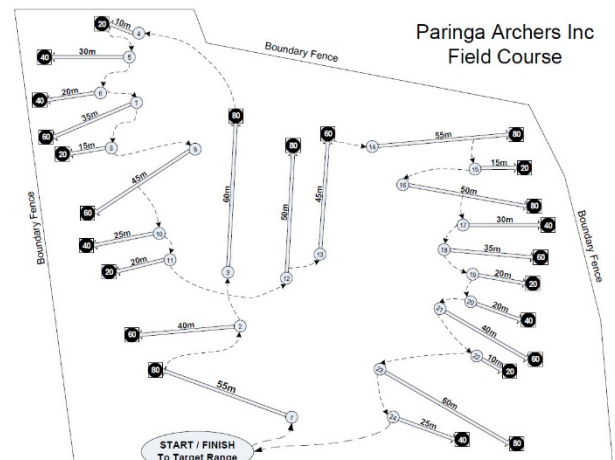 Paringa Archers Inc
Field Course
Boundary Fence
Boundary Fence
Boundary Fence
20
10m
4
40
30m
5
40
20m
6
60
35m
7
20
15m
8
45m
9
60
40
25m
10
20
20m
11
80
60m
3
80
50m
12
60
45m
13
14
55m
80
15
15m
20
16
50m
80
17
30m
40
18
35m
60
19
20m
20
20
20m
40
21
40m
60
22
10m
20
23
60m
80
24
25m
40
60
40m
2
80
55m
1
START / FINISH
To Target Range